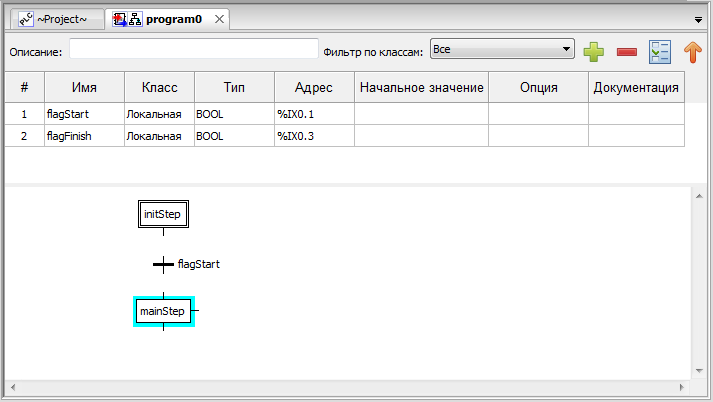 ~Project~ program0
Описание: Фильтр по классам: Все
# Имя Класс Тип Адрес Начальное значение Опция Документация
1 flagStart Локальная BOOL %IX0.1
2 flagFinish Локальная BOOL %IX0.3
initStep
flagStart
mainStep